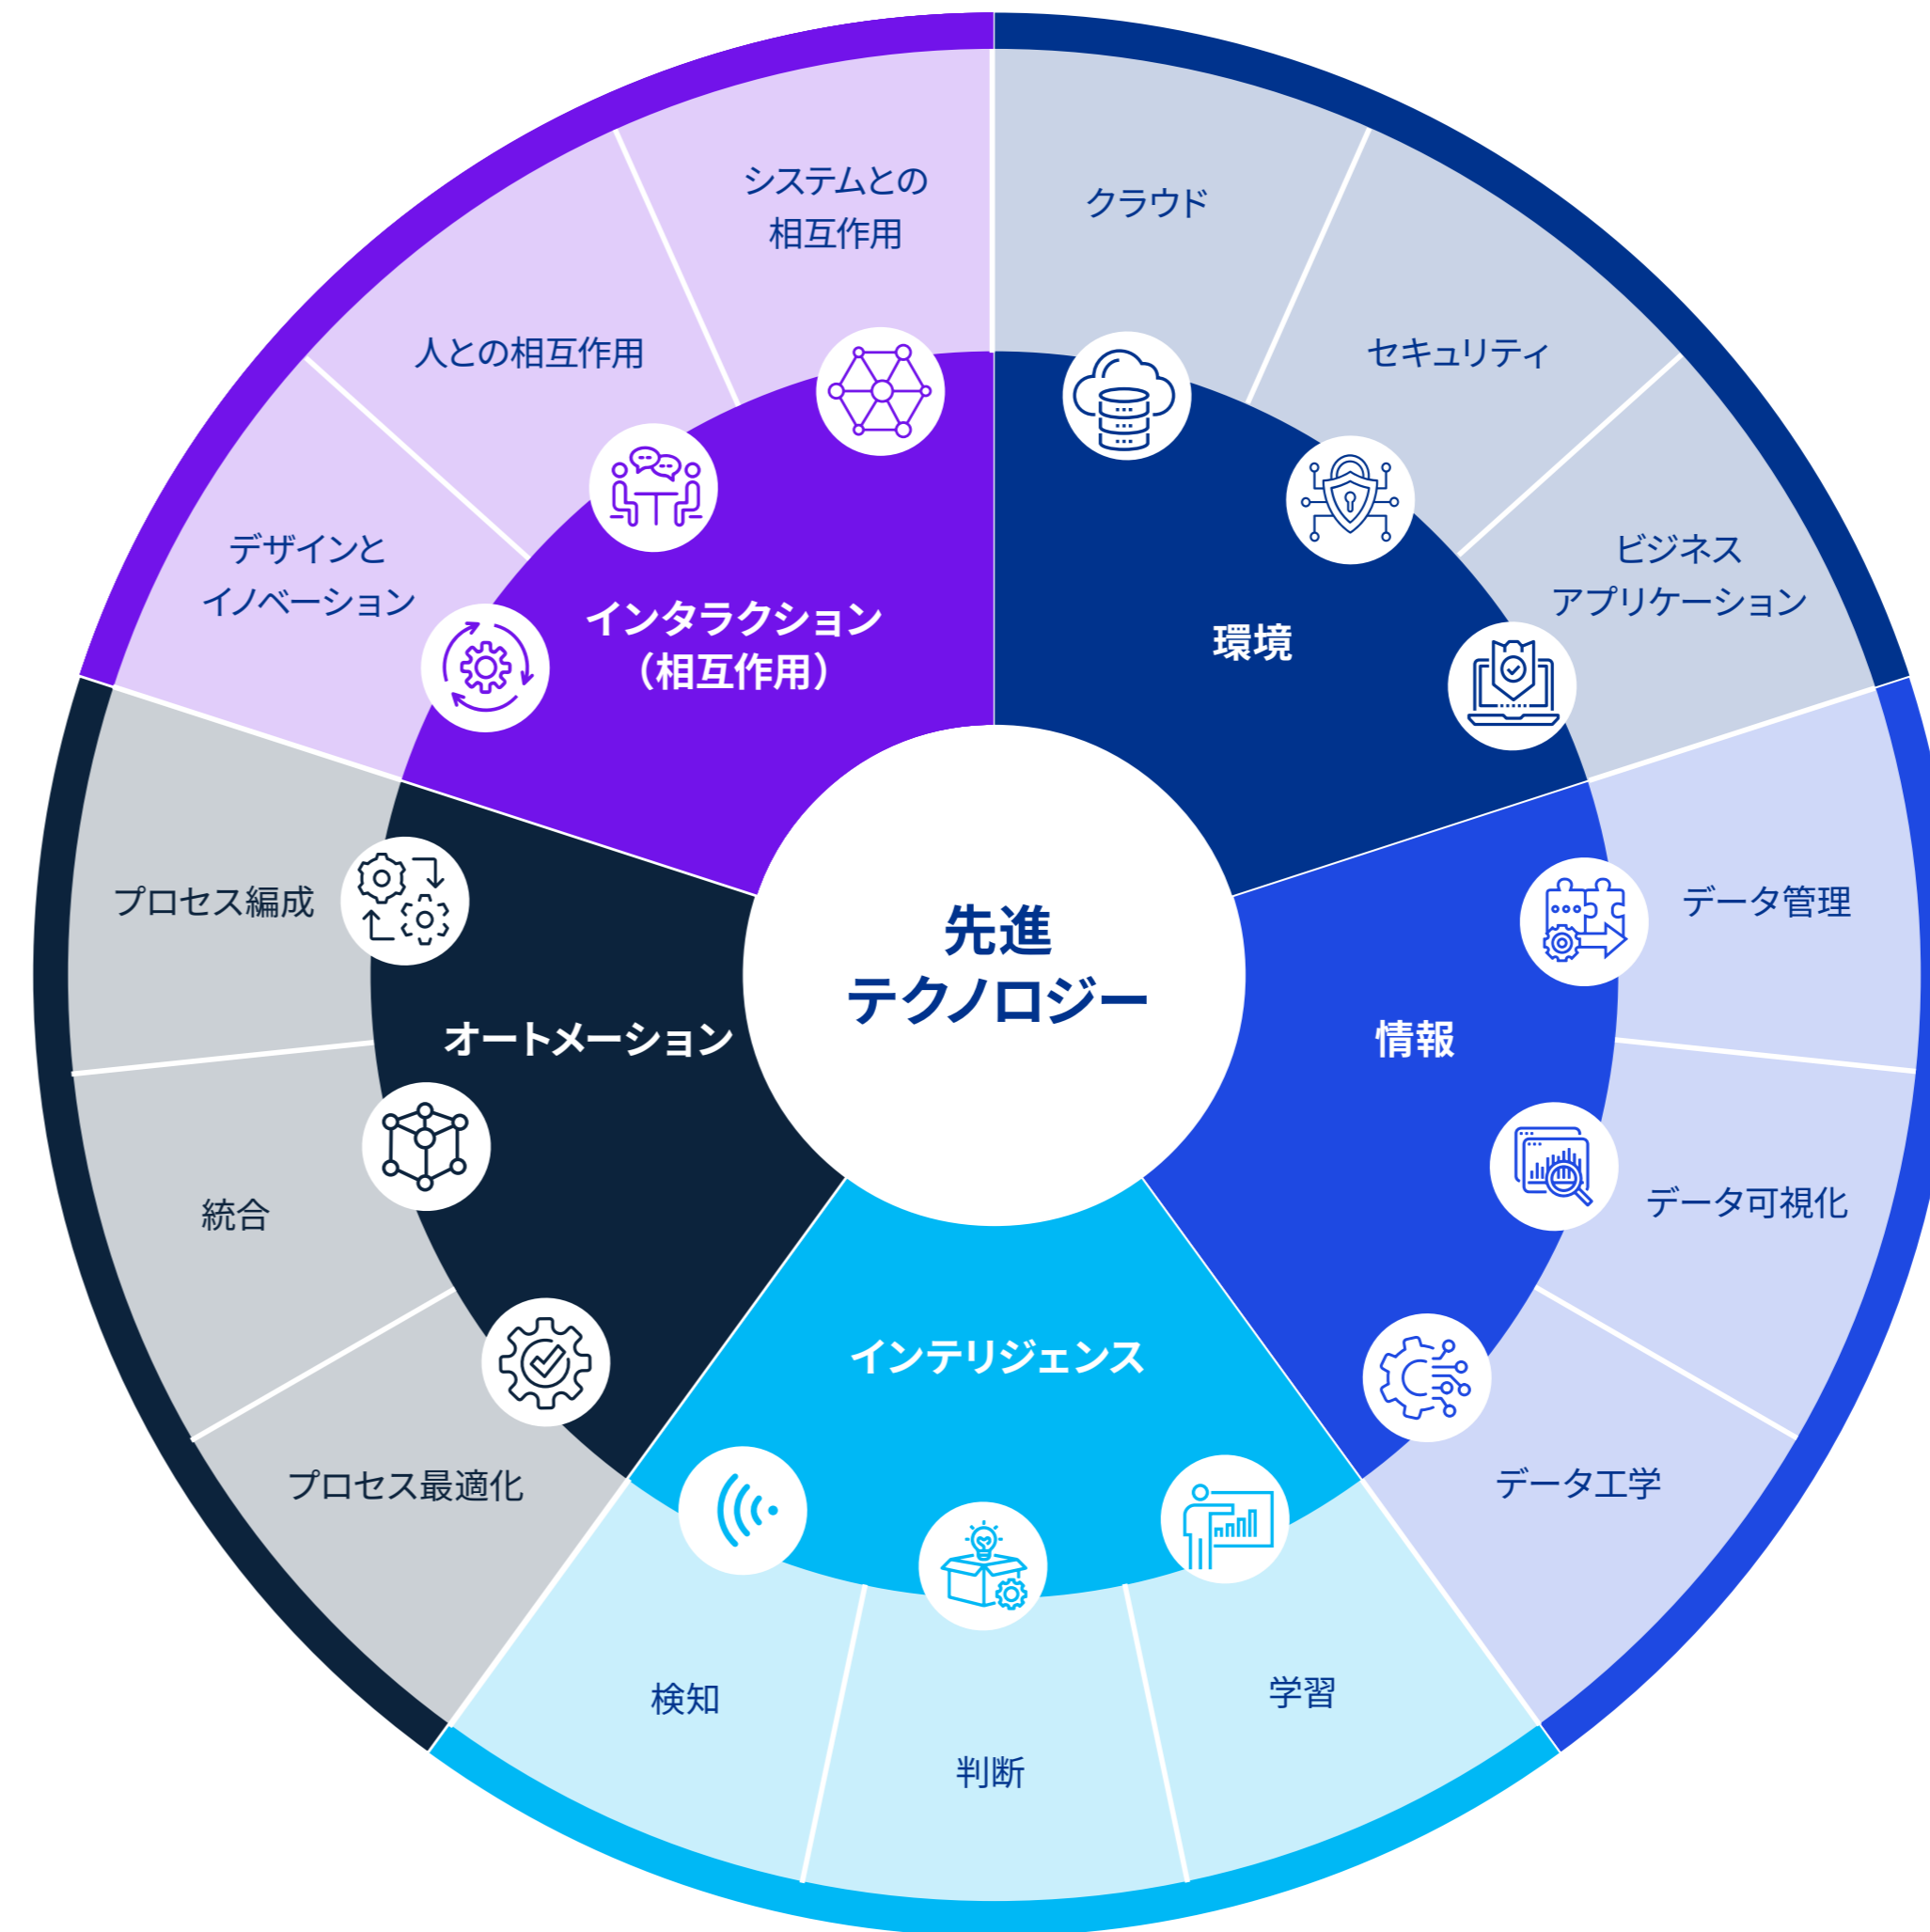 システムとの
相互作用
クラウド
人との相互作用
セキュリティ
デザインと
イノベーション
ビジネス
アプリケーション
インタラクション
（相互作用）
環境
プロセス編成
データ管理
先進
テクノロジー
オートメーション
情報
統合
データ可視化
インテリジェンス
プロセス最適化
データ工学
検知
学習
判断